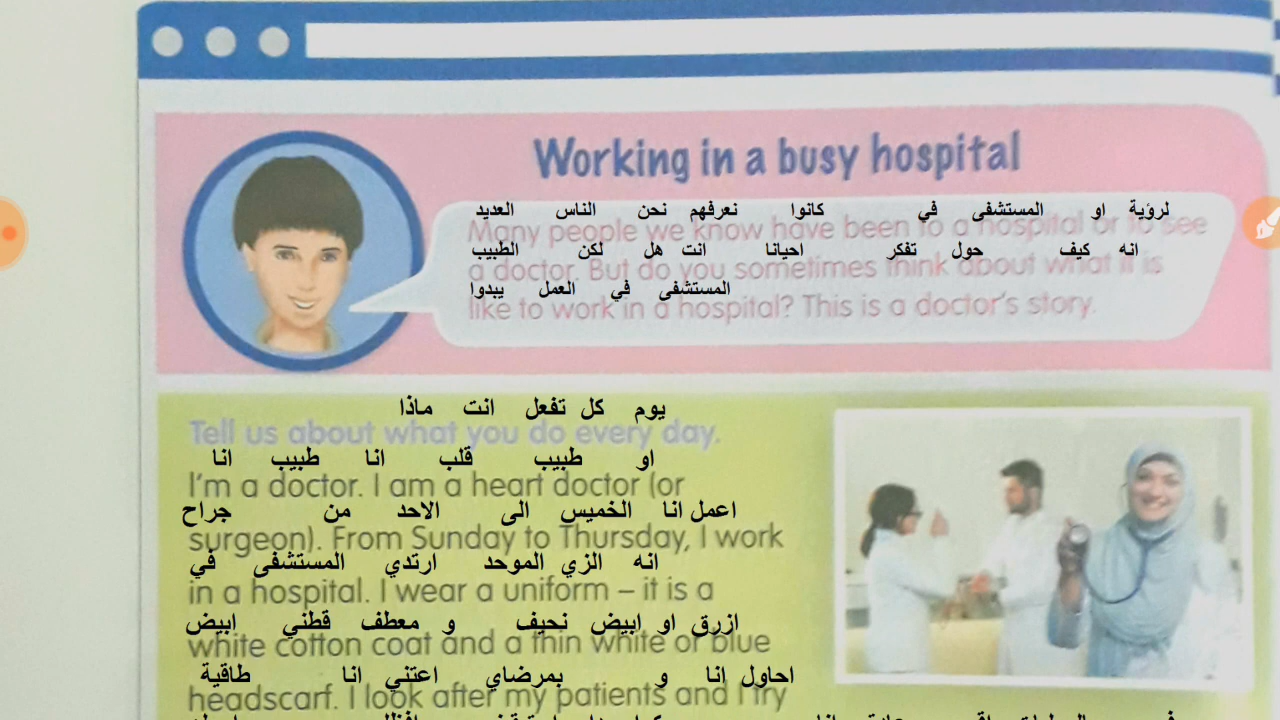 Working in a busy hospital
لرؤية او المستشفى في كانوا نعرفهم نحن الناس العديد
Many people we know have been to a hospital or to see
انه كيف حول تفكر احيانا انت هل لكن الطبيب
a doctor. But do you sometimes think about what it is
المستشفى في العمل يبدوا
like to work in a hospital? This is a doctor's story.
يوم كل تفعل انت ماذا
Tell us about what you do every day.
او طبيب قلب انا طبيب انا
I'm a doctor. I am a heart doctor (or
اعمل انا الخميس الى الاحد من جراح
surgeon). From Sunday to Thursday, I work
انه الزي الموحد ارتدي المستشفى في
in a hospital. I wear a uniform – it is a
ازرق او ابيض نحيف و معطف قطني ابيض
white cotton coat and a thin white or blue
احاول انا و بمرضاي اعتني انا طاقية
headscarf. I look after my patients and I try